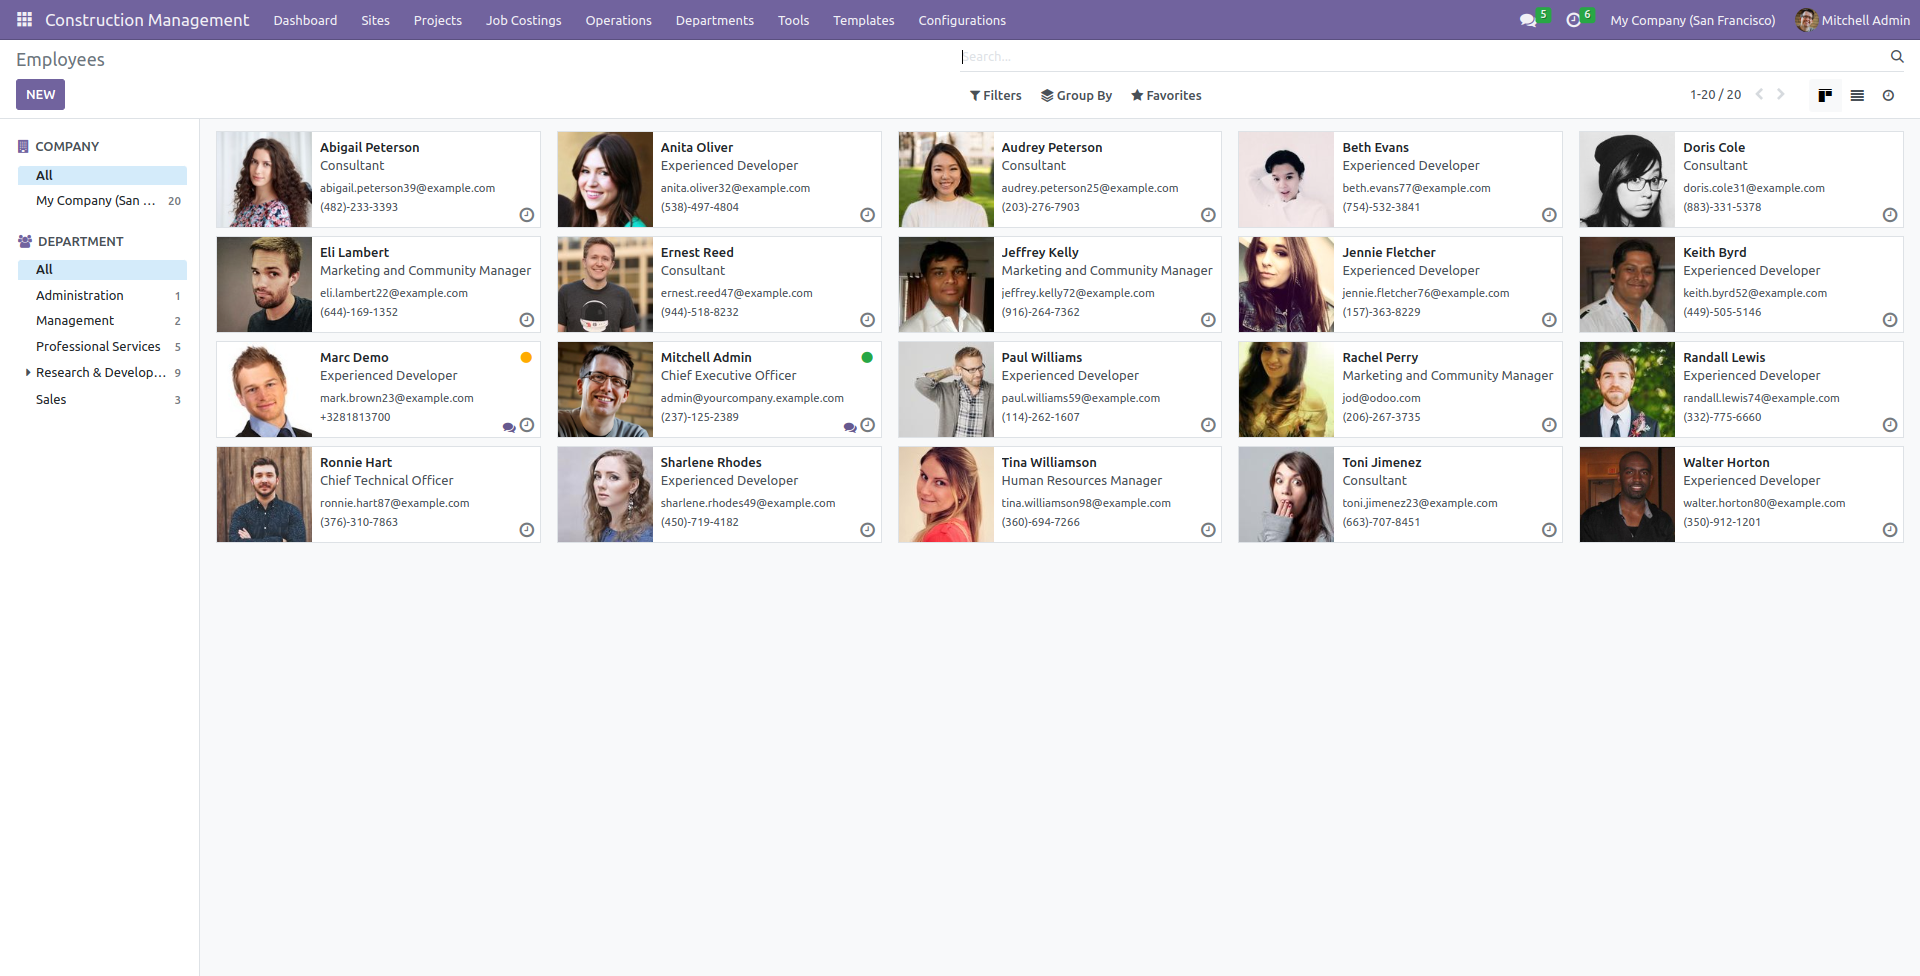 Construction Management Dashboard Sites Projects Job Costings Operations Departments Tools Templates Configurations 5 6 My Company (San Francisco) Mitchell Admin
Employees
Search...
NEW
Filters Group By Favorites 1-20 / 20
COMPANY
All
My Company (San ... 20
DEPARTMENT
All
Administration 1
Management 2
Professional Services 5
Research & Develop... 9
Sales 3
Abigail Peterson
Consultant
abigail.peterson39@example.com
(482)-233-3393
Anita Oliver
Experienced Developer
anita.oliver32@example.com
(538)-497-4804
Audrey Peterson
Consultant
audrey.peterson25@example.com
(203)-276-7903
Beth Evans
Experienced Developer
beth.evans77@example.com
(754)-532-3841
Doris Cole
Consultant
doris.cole31@example.com
(883)-331-5378
Eli Lambert
Marketing and Community Manager
eli.lambert22@example.com
(644)-169-1352
Ernest Reed
Consultant
ernest.reed47@example.com
(944)-518-8232
Jeffrey Kelly
Marketing and Community Manager
jeffrey.kelly72@example.com
(916)-264-7362
Jennie Fletcher
Experienced Developer
jennie.fletcher76@example.com
(157)-363-8229
Keith Byrd
Experienced Developer
keith.byrd52@example.com
(449)-505-5146
Marc Demo
Experienced Developer
mark.brown23@example.com
+3281813700
Mitchell Admin
Chief Executive Officer
admin@yourcompany.example.com
(237)-125-2389
Paul Williams
Experienced Developer
paul.williams59@example.com
(114)-262-1607
Rachel Perry
Marketing and Community Manager
jod@odoo.com
(206)-267-3735
Randall Lewis
Experienced Developer
randall.lewis74@example.com
(332)-775-6660
Ronnie Hart
Chief Technical Officer
ronnie.hart87@example.com
(376)-310-7863
Sharlene Rhodes
Experienced Developer
sharlene.rhodes49@example.com
(450)-719-4182
Tina Williamson
Human Resources Manager
tina.williamson98@example.com
(360)-694-7266
Toni Jimenez
Consultant
toni.jimenez23@example.com
(663)-707-8451
Walter Horton
Experienced Developer
walter.horton80@example.com
(350)-912-1201